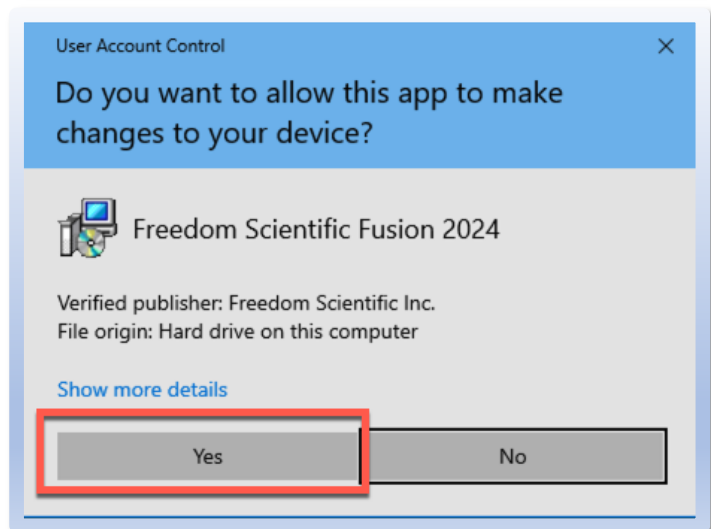 User Account Control
Do you want to allow this app to make
changes to your device?
Freedom Scientific Fusion 2024
Verified publisher: Freedom Scientific Inc.
File origin: Hard drive on this computer
Show more details
Yes
No